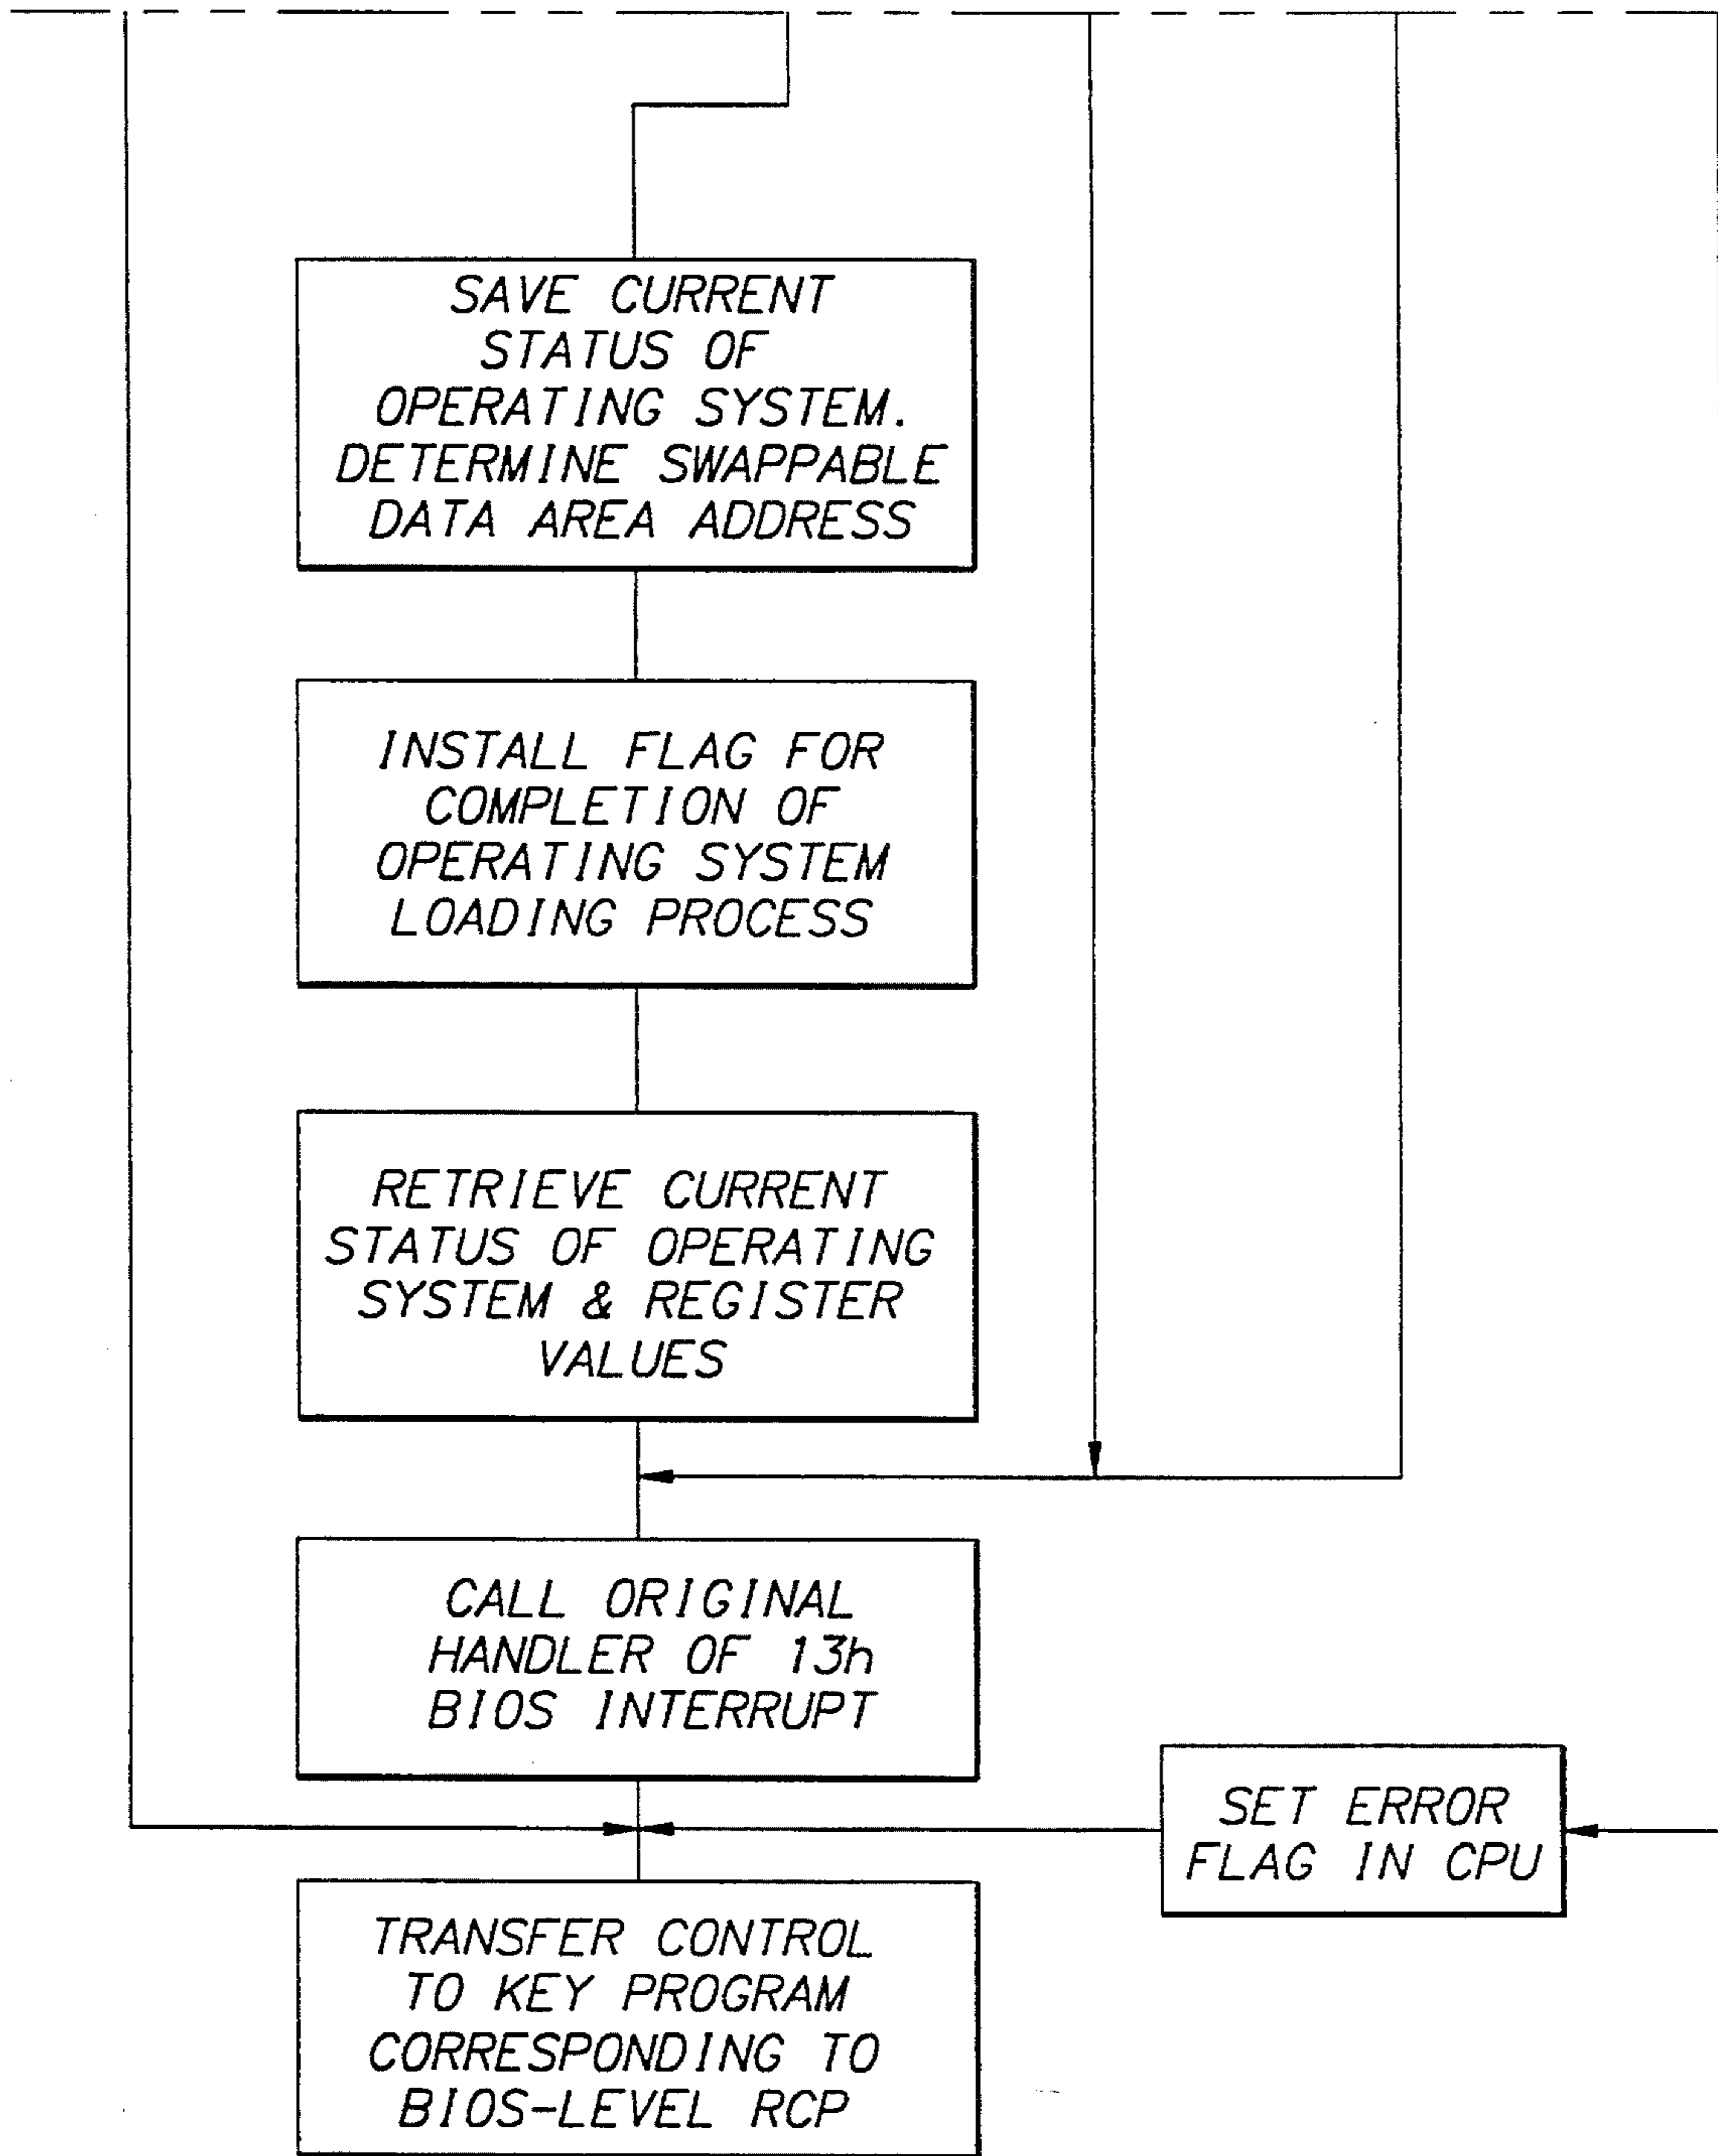 SAVE CURRENT
STATUS OF
OPERATING SYSTEM.
DETERMINE SWAPPABLE
DATA AREA ADDRESS
INSTALL FLAG FOR
COMPLETION OF
OPERATING SYSTEM
LOADING PROCESS
RETRIEVE CURRENT
STATUS OF OPERATING
SYSTEM & REGISTER
VALUES
CALL ORIGINAL
HANDLER OF 13h
BIOS INTERRUPT
SET ERROR
FLAG IN CPU
TRANSFER CONTROL
TO KEY PROGRAM
CORRESPONDING TO
BIOS-LEVEL RCP